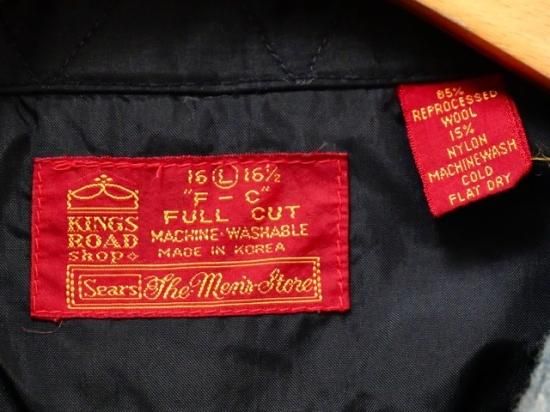 KINGS
ROAD
Shop
16 L 16½
"F - C"
FULL CUT
MACHINE·WASHABLE
MADE IN KOREA
Sears The Men's Store
85%
REPROCESSED
WOOL
15%
NYLON
MACHINEWASH
COLD
FLAT DRY